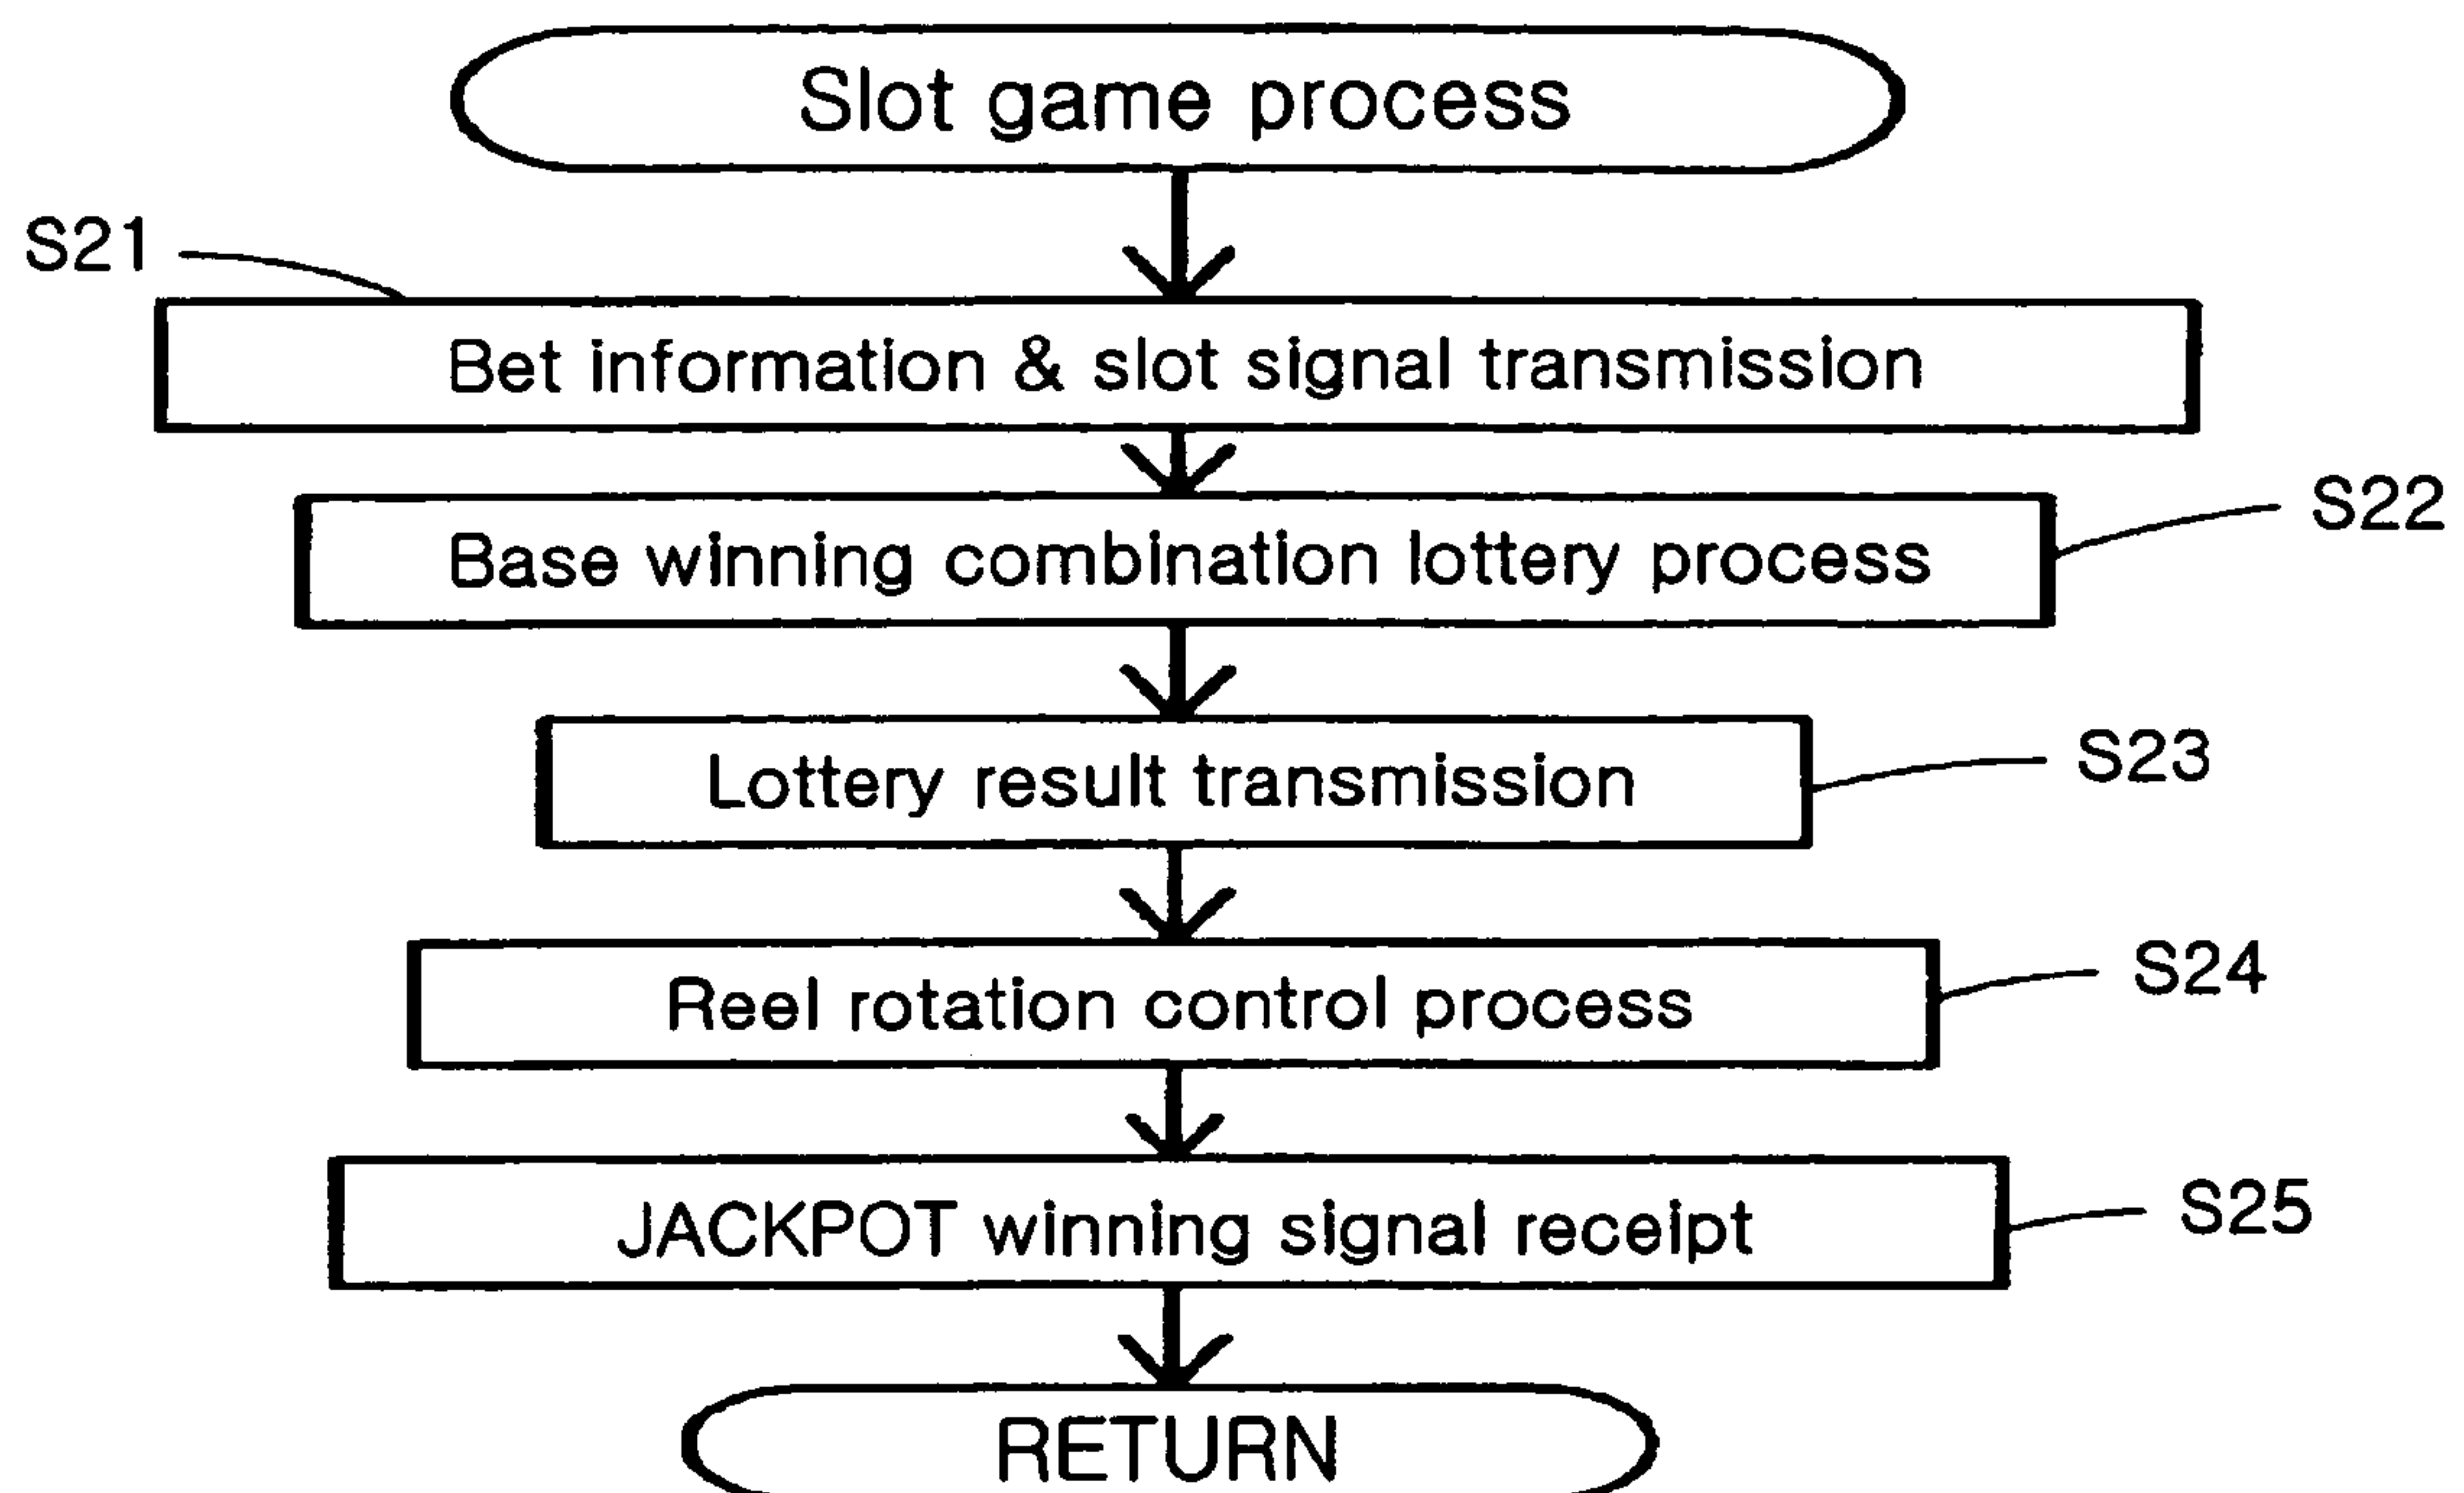 Slot game process
S21
Bet information & slot signal transmission
Base winning combination lottery process
S22
Lottery result transmission
S23
Reel rotation control process
S24
JACKPOT winning signal receipt
S25
RETURN